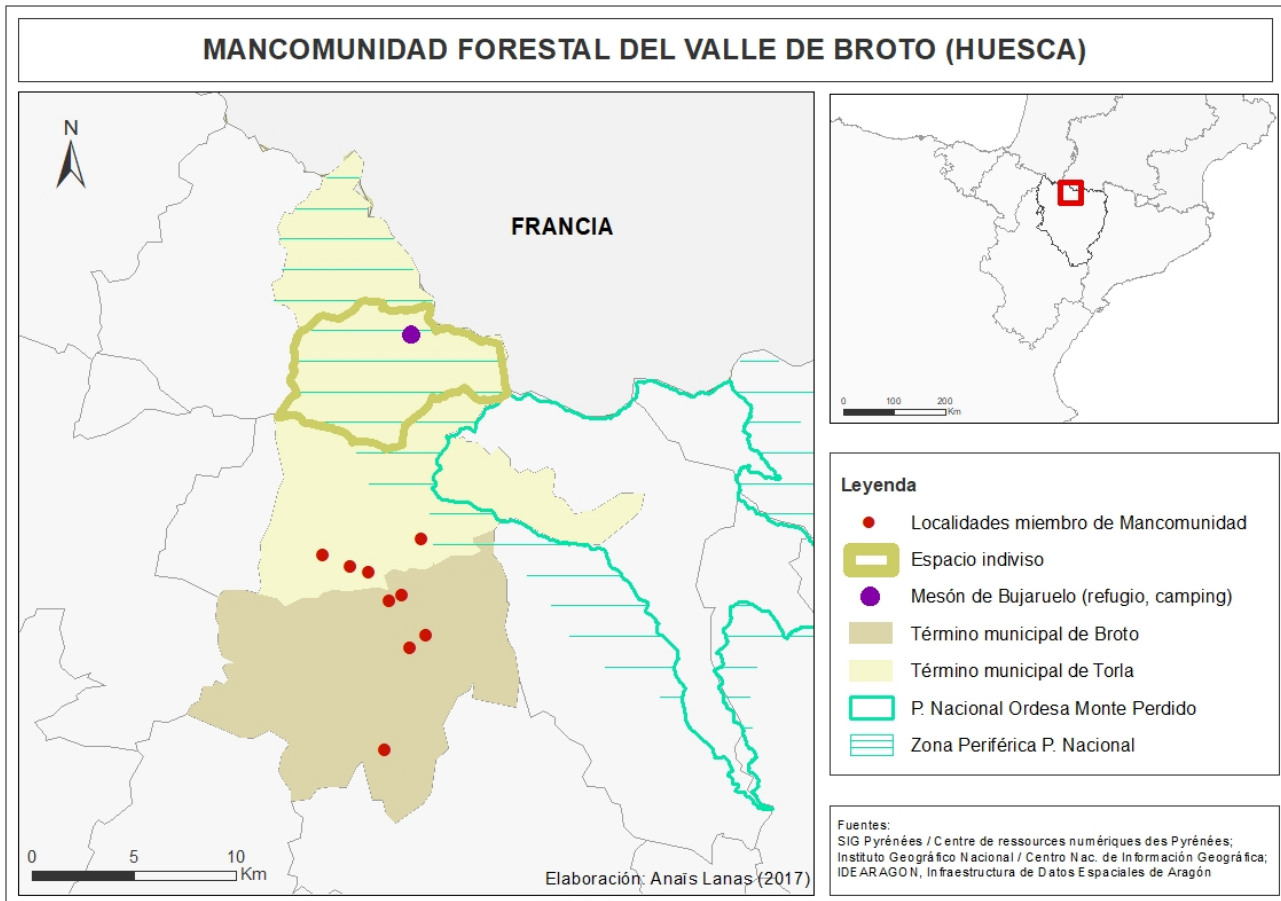 MANCOMUNIDAD FORESTAL DEL VALLE DE BROTO (HUESCA)
N
FRANCIA
0 5 10
Km
Elaboración: Anaïs Lanas (2017)
0 100 200
Km
Leyenda
Localidades miembro de Mancomunidad
Espacio indiviso
Mesón de Bujaruelo (refugio, camping)
Término municipal de Broto
Término municipal de Torla
P. Nacional Ordesa Monte Perdido
Zona Periférica P. Nacional
Fuentes:
SIG Pyrénées / Centre de ressources numériques des Pyrénées;
Instituto Geográfico Nacional / Centro Nac. de Información Geográfica;
IDEARAGON, Infraestructura de Datos Espaciales de Aragón